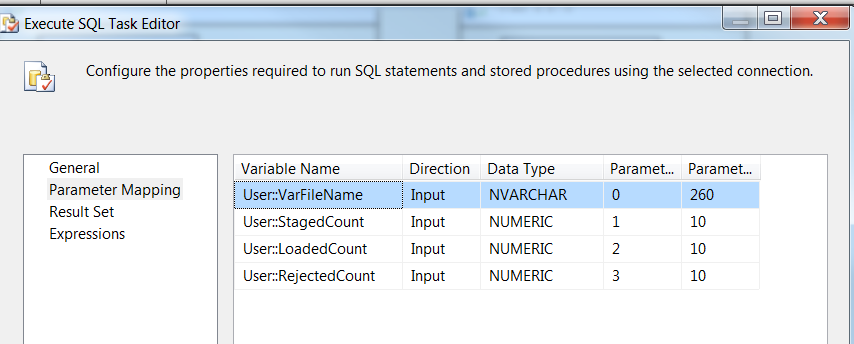 Execute SQL Task Editor
Configure the properties required to run SQL statements and stored procedures using the selected connection.
General
Parameter Mapping
Result Set
Expressions
Variable Name Direction Data Type Paramet... Paramet...
User::VarFileName Input NVARCHAR 0 260
User::StagedCount Input NUMERIC 1 10
User::LoadedCount Input NUMERIC 2 10
User::RejectedCount Input NUMERIC 3 10